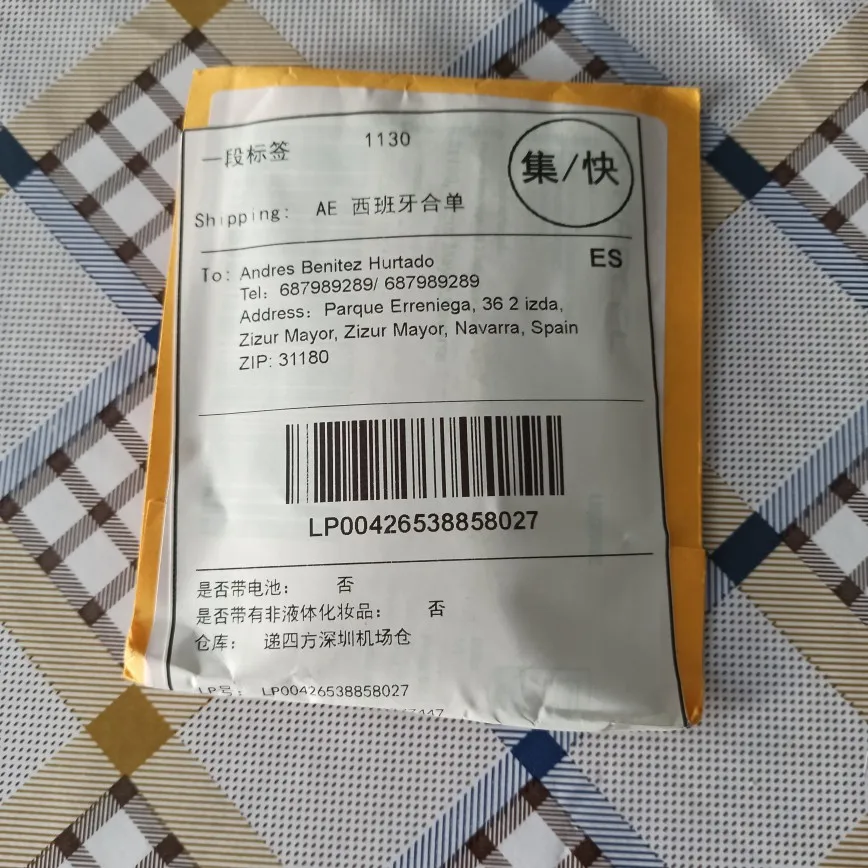 一段标签 1130
集/快
Shipping: AE 西班牙合单
ES
To: Andres Benitez Hurtado
Tel: 687989289/ 687989289
Address: Parque Erreniega, 36 2 izda,
Zizur Mayor, Zizur Mayor, Navarra, Spain
ZIP: 31180
LP00426538858027
是否带电池: 否
是否带有非液体化妆品: 否
仓库: 递四方深圳机场仓
LP号: LP00426538858027